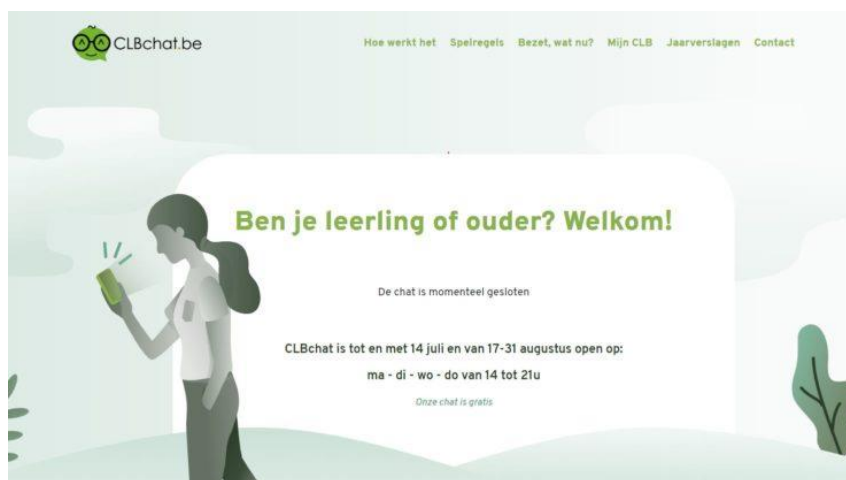 CLBchat.be
Hoe werkt het Spelregels Bezet, wat nu? Mijn CLB Jaarverslagen Contact
Ben je leerling of ouder? Welkom!
De chat is momenteel gesloten
CLBchat is tot en met 14 juli en van 17-31 augustus open op:
ma - di - wo - do van 14 tot 21u
Onze chat is gratis